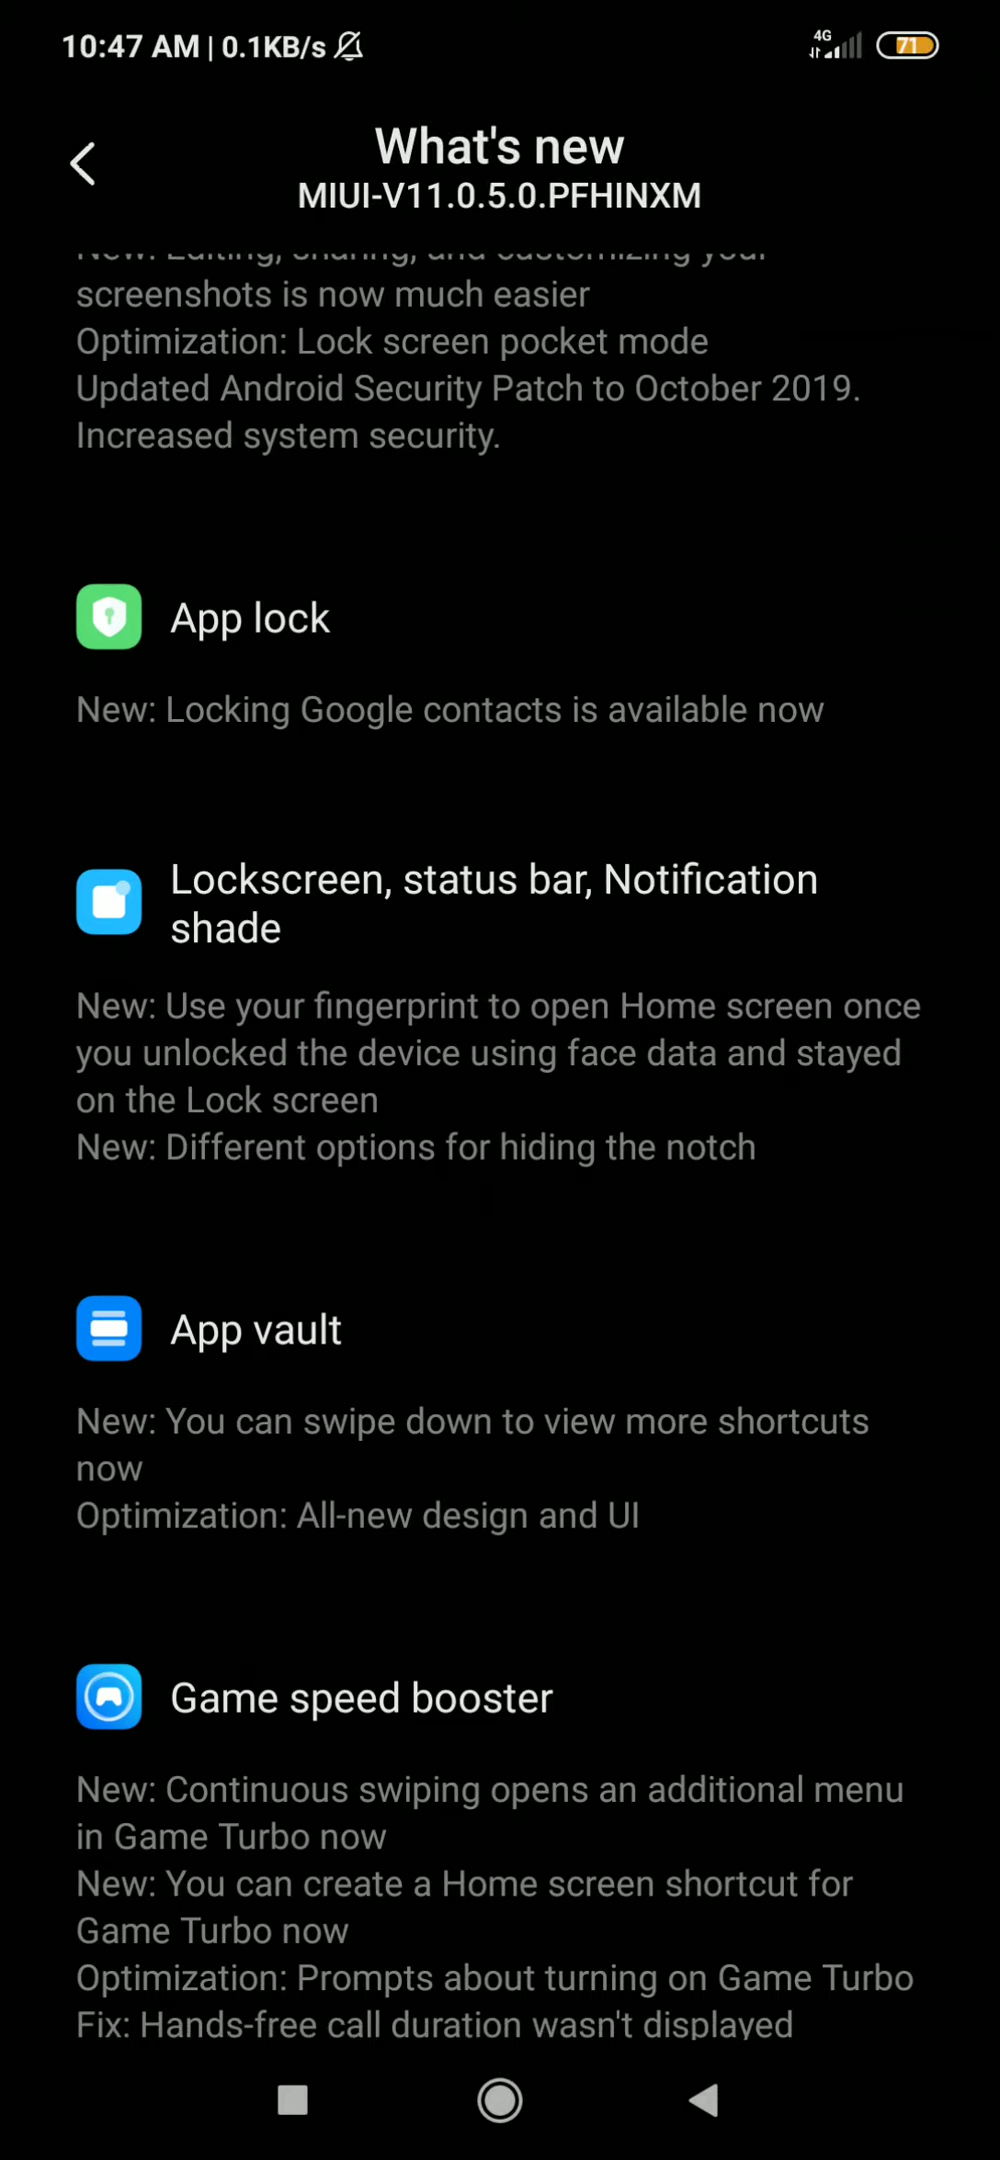 10:47 AM | 0.1KB/s
4G
71
What's new
MIUI-V11.0.5.0.PFHINXM
New: Editing, sharing, and customizing your
screenshots is now much easier
Optimization: Lock screen pocket mode
Updated Android Security Patch to October 2019.
Increased system security.
App lock
New: Locking Google contacts is available now
Lockscreen, status bar, Notification
shade
New: Use your fingerprint to open Home screen once
you unlocked the device using face data and stayed
on the Lock screen
New: Different options for hiding the notch
App vault
New: You can swipe down to view more shortcuts
now
Optimization: All-new design and UI
Game speed booster
New: Continuous swiping opens an additional menu
in Game Turbo now
New: You can create a Home screen shortcut for
Game Turbo now
Optimization: Prompts about turning on Game Turbo
Fix: Hands-free call duration wasn't displayed